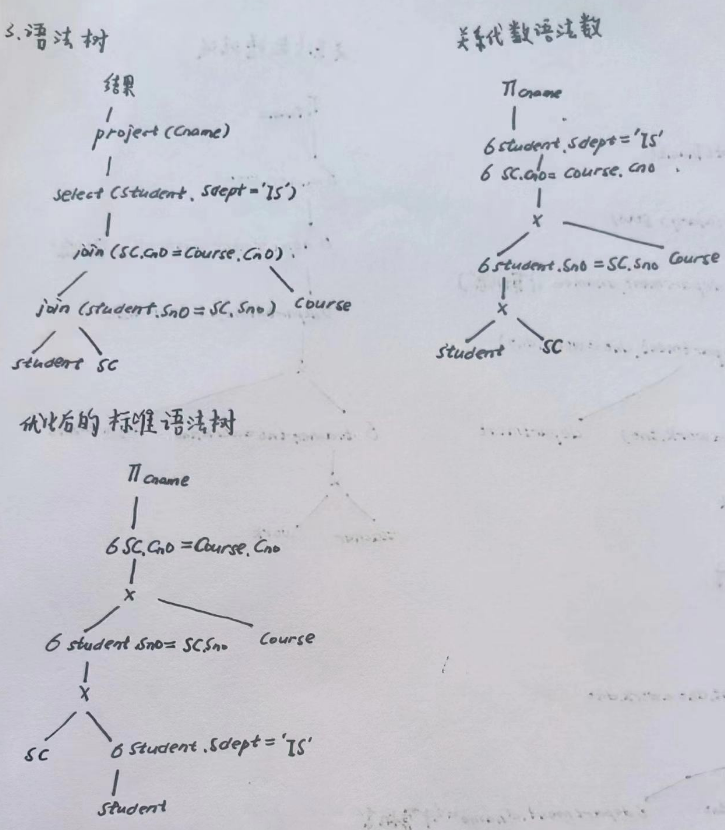 5.语法树
结果
project(Cname)
select(Student.Sdept='IS')
join(SC.Cno=Course.Cno).
join(Student.Sno=SC.Sno)
Course
Student
SC
关系代数语法数
Π cname
6 student.Sdept='IS'
6 SC.Cno=Course.Cno
×
6 student.Sno=SC.Sno
Course
×
Student
SC
优化后的标准语法树
Π Cname
6 SC.Cno=Course.Cno
×
6 student.Sno=SC.Sno
Course
×
SC
6 Student.Sdept='IS'
Student